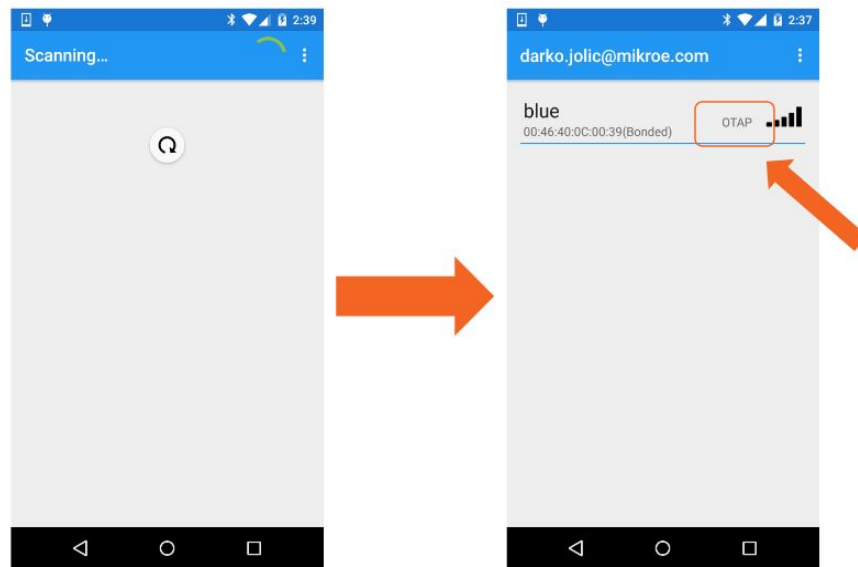 2:39
Scanning...
2:37
darko.jolic@mikroe.com
blue
00:46:40:0C:00:39(Bonded)
OTAP